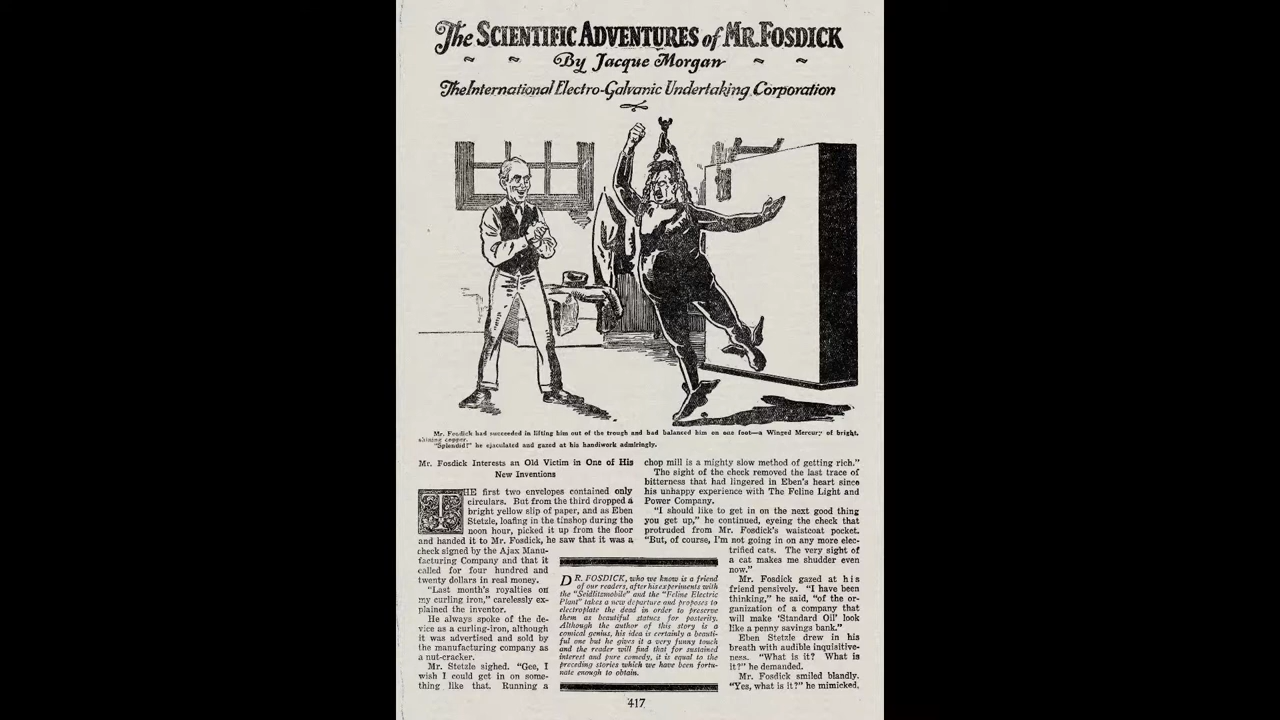 The SCIENTIFIC ADVENTURES of MR. FOSDICK
By Jacque Morgan
The International Electro-Galvanic Undertaking Corporation
Mr. Fosdick had succeeded in lifting him out of the trough and had balanced him on one foot—a Winged Mercury of bright,
shining copper.
"Splendid!" he ejaculated and gazed at his handiwork admiringly.
Mr. Fosdick Interests an Old Victim in One of His
New Inventions
THE first two envelopes contained only
circulars. But from the third dropped a
bright yellow slip of paper, and as Eben
Stetzle, loafing in the tinshop during the
noon hour, picked it up from the floor
and handed it to Mr. Fosdick, he saw that it was a
check signed by the Ajax Manu-
facturing Company and that it
called for four hundred and
twenty dollars in real money.
"Last month's royalties on
my curling iron," carelessly ex-
plained the inventor.
He always spoke of the de-
vice as a curling-iron, although
it was advertised and sold by
the manufacturing company as
a nut-cracker.
Mr. Stetzle sighed. "Gee, I
wish I could get in on some-
thing like that. Running a
DR. FOSDICK, who we know is a friend
of our readers, after his experiments with
the "Seidlitzmobile" and the "Feline Electric
Plant" takes a new departure and proposes to
electroplate the dead in order to preserve
them as beautiful statues for posterity.
Although the author of this story is a
comical genius, his idea is certainly a beauti-
ful one but he gives it a very funny touch
and the reader will find that for sustained
interest and pure comedy, it is equal to the
preceding stories which we have been fortu-
nate enough to obtain.
chop mill is a mighty slow method of getting rich."
The sight of the check removed the last trace of
bitterness that had lingered in Eben's heart since
his unhappy experience with The Feline Light and
Power Company.
"I should like to get in on the next good thing
you get up," he continued, eyeing the check that
protruded from Mr. Fosdick's waistcoat pocket.
"But, of course, I'm not going in on any more elec-
trified cats. The very sight of
a cat makes me shudder even
now."
Mr. Fosdick gazed at his
friend pensively. "I have been
thinking," he said, "of the or-
ganization of a company that
will make 'Standard Oil' look
like a penny savings bank."
Eben Stetzle drew in his
breath with audible inquisitive-
ness. "What is it? What is
it?" he demanded.
Mr. Fosdick smiled blandly.
"Yes, what is it?" he mimicked,
417